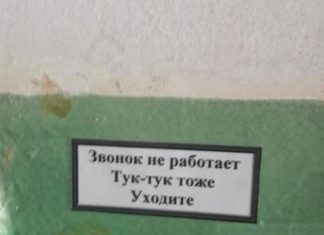 Звонок не работает
Тук-тук тоже
Уходите